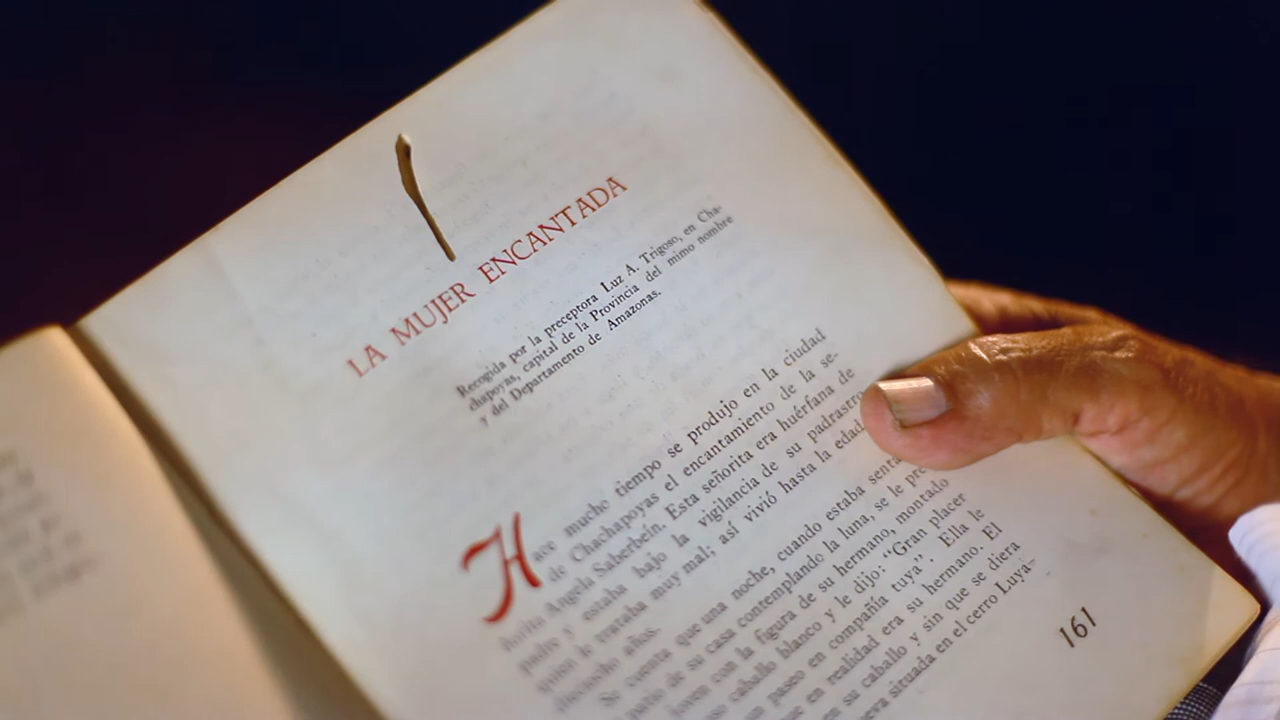 LA MUJER ENCANTADA
Recogida por la preceptora Luz A. Trigoso, en Cha-
chapoyas, capital de la Provincia del mimo nombre
y del Departamento de Amazonas.
Hace mucho tiempo se produjo en la ciudad
de Chachapoyas el encantamiento de la se-
ñorita Angela Saberbeín. Esta señorita era huérfana de
padre y estaba bajo la vigilancia de su padrastro
quien le trataba muy mal; así vivió hasta la edad
dieciocho años.
Se cuenta que una noche, cuando estaba senta
patio de su casa contemplando la luna, se le pre
joven con la figura de su hermano, montado
caballo blanco y le dijo: "Gran placer
un paseo en compañía tuya". Ella le
que en realidad era su hermano. El
en su caballo y sin que se diera
situada en el cerro Luya-
161